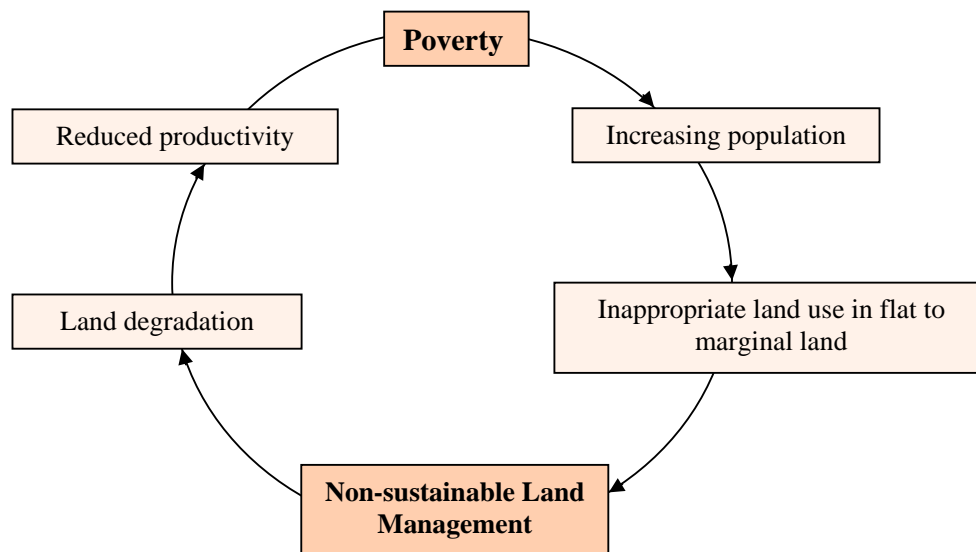 Poverty
Increasing population
Inappropriate land use in flat to
marginal land
Non-sustainable Land
Management
Land degradation
Reduced productivity